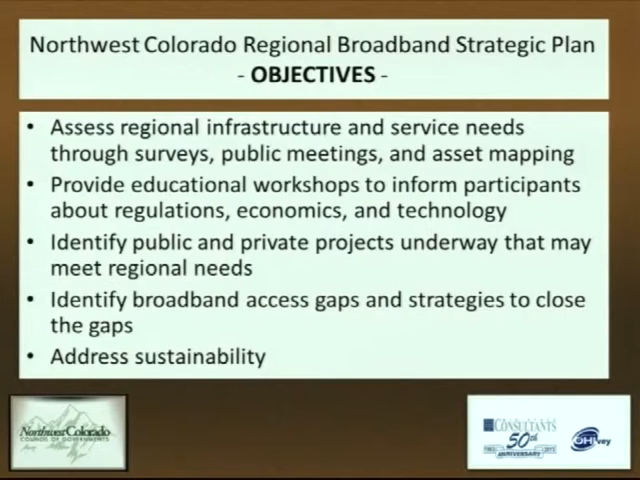 Northwest Colorado Regional Broadband Strategic Plan
- OBJECTIVES -
• Assess regional infrastructure and service needs
through surveys, public meetings, and asset mapping
• Provide educational workshops to inform participants
about regulations, economics, and technology
• Identify public and private projects underway that may
meet regional needs
• Identify broadband access gaps and strategies to close
the gaps
• Address sustainability
Northwest Colorado
COUNCIL OF GOVERNMENTS
CONSULTANTS
50th
ANNIVERSARY